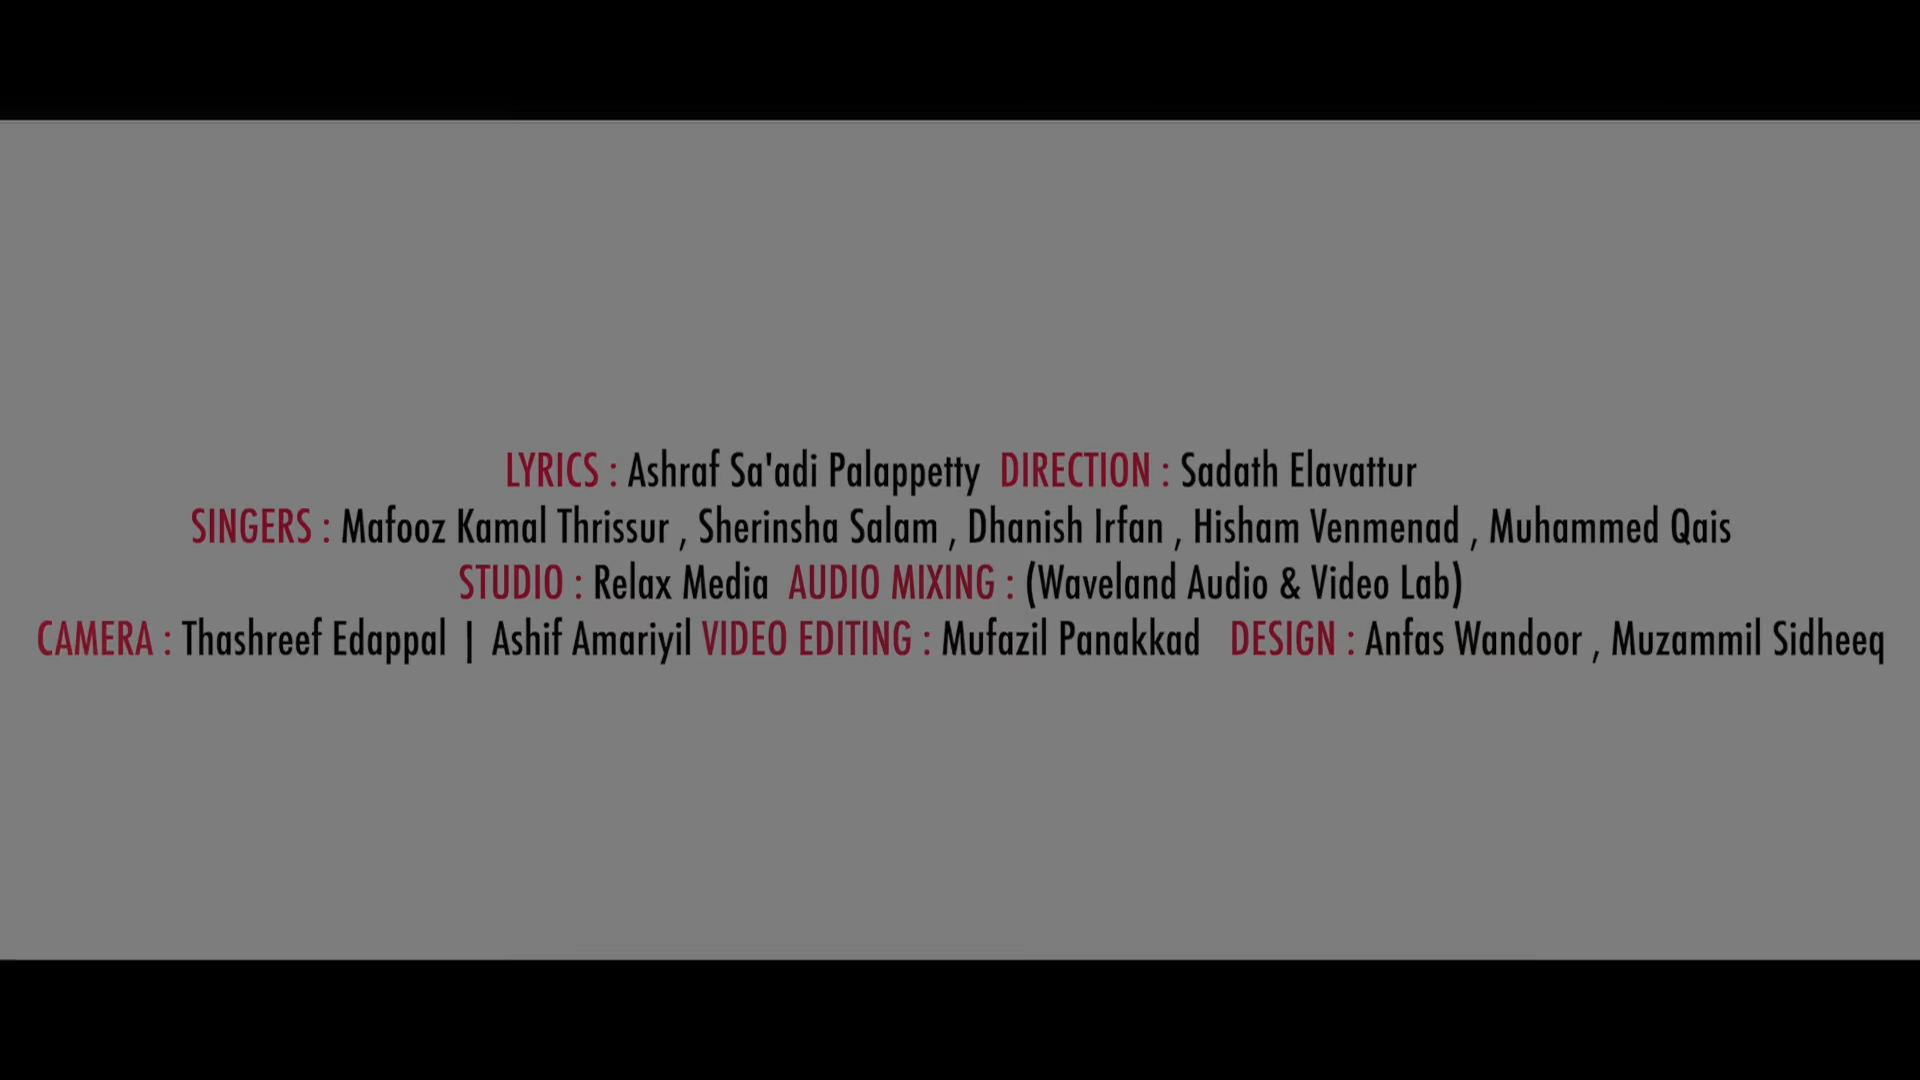 LYRICS : Ashraf Sa'adi Palappetty DIRECTION : Sadath Elavattur
SINGERS : Mafooz Kamal Thrissur , Sherinsha Salam , Dhanish Irfan , Hisham Venmenad , Muhammed Qais
STUDIO : Relax Media AUDIO MIXING : (Waveland Audio & Video Lab)
CAMERA : Thashreef Edappal | Ashif Amariyil VIDEO EDITING : Mufazil Panakkad DESIGN : Anfas Wandoor , Muzammil Sidheeq